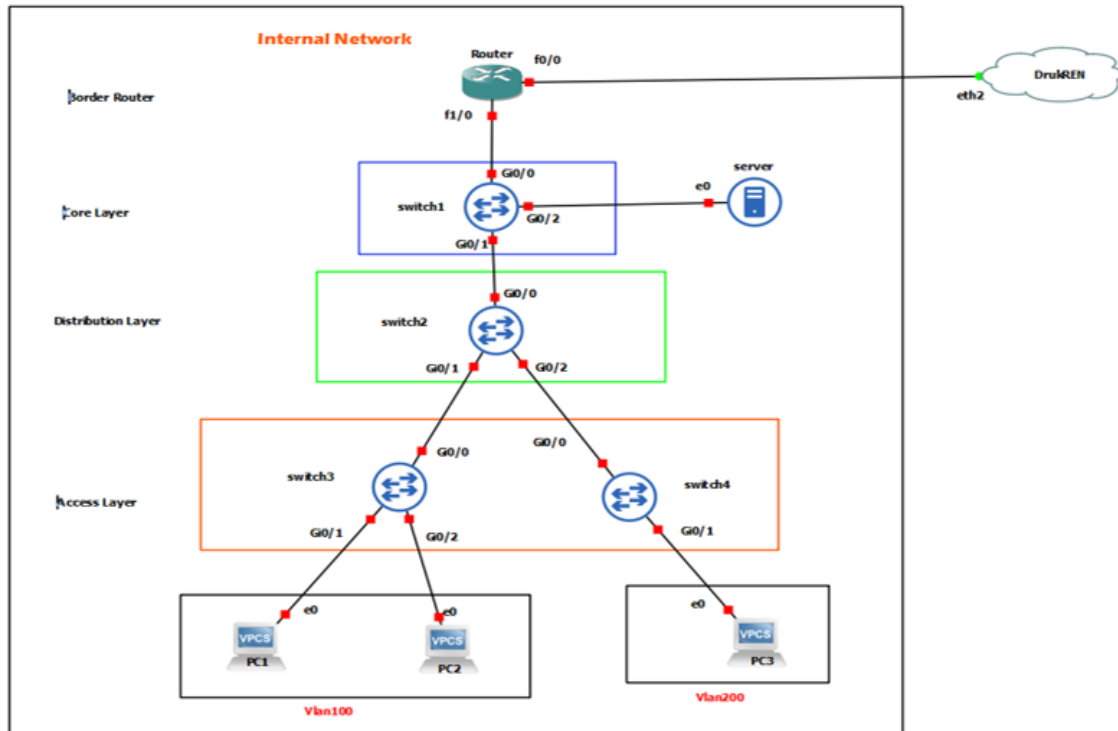 Internal Network
Router
f0/0
DrukREN
eth2
Border Router
f1/0
Gi0/0
server
e0
switch1
Core Layer
Gi0/2
Gi0/1
Gi0/0
Distribution Layer
switch2
Gi0/1
Gi0/2
Gi0/0
Gi0/0
switch3
switch4
Access Layer
Gi0/1
Gi0/2
Gi0/1
e0
e0
e0
VPCS
VPCS
VPCS
PC1
PC2
PC3
Vlan100
Vlan200